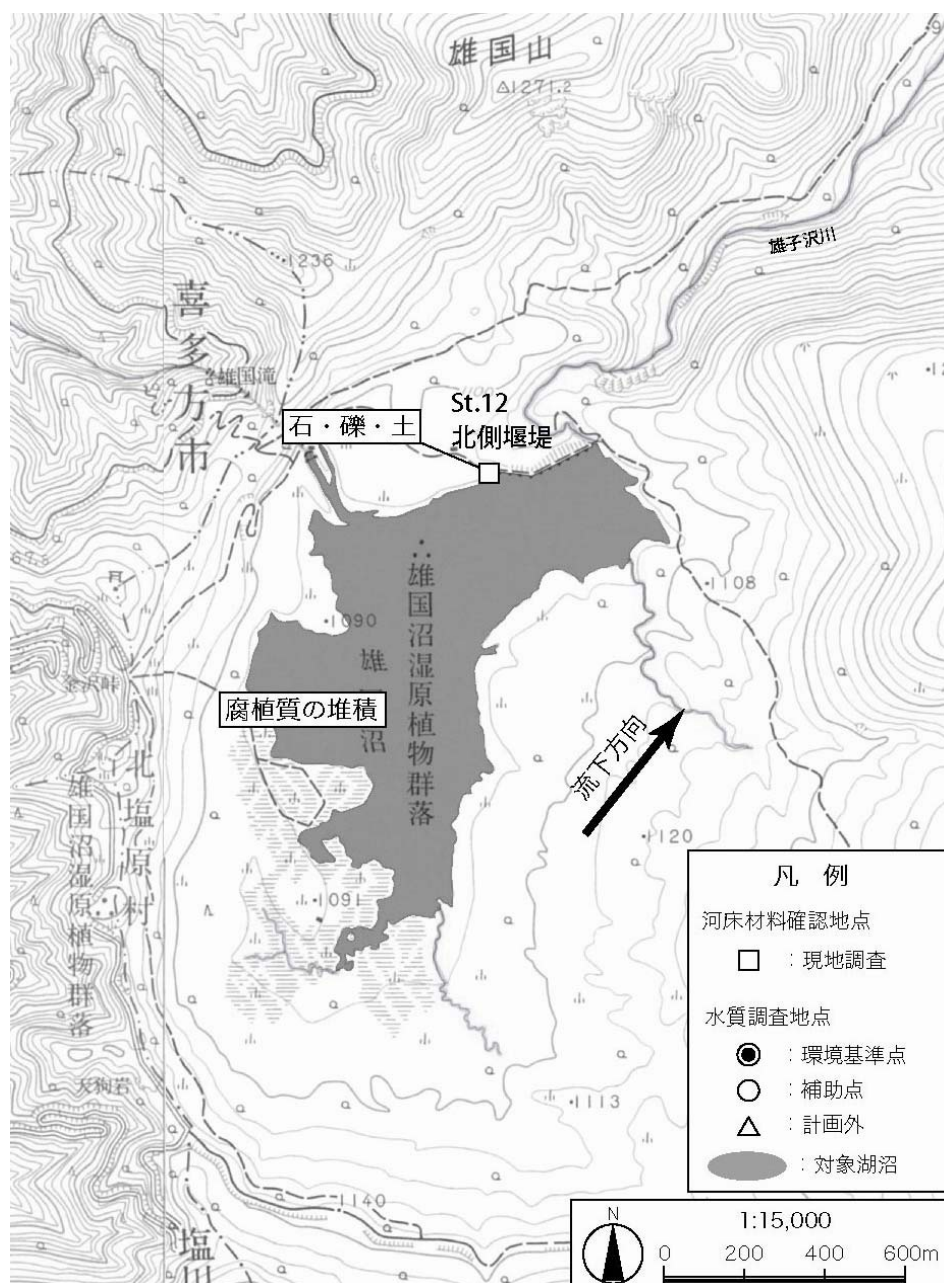 雄国山
△1271.2
雄子沢川
1236
喜多方市
雄国滝
石・礫・土
St.12
北側堰堤
1108
1090
雄国沼湿原植物群落
金沢峠
腐植質の堆積
流下方向
1120
北塩原村
雄国沼湿原植物群落
1091
天狗岩
1113
1140
凡 例
河床材料確認地点
□ : 現地調査
水質調査地点
◉ : 環境基準点
○ : 補助点
△ : 計画外
: 対象湖沼
N
1:15,000
0 200 400 600m